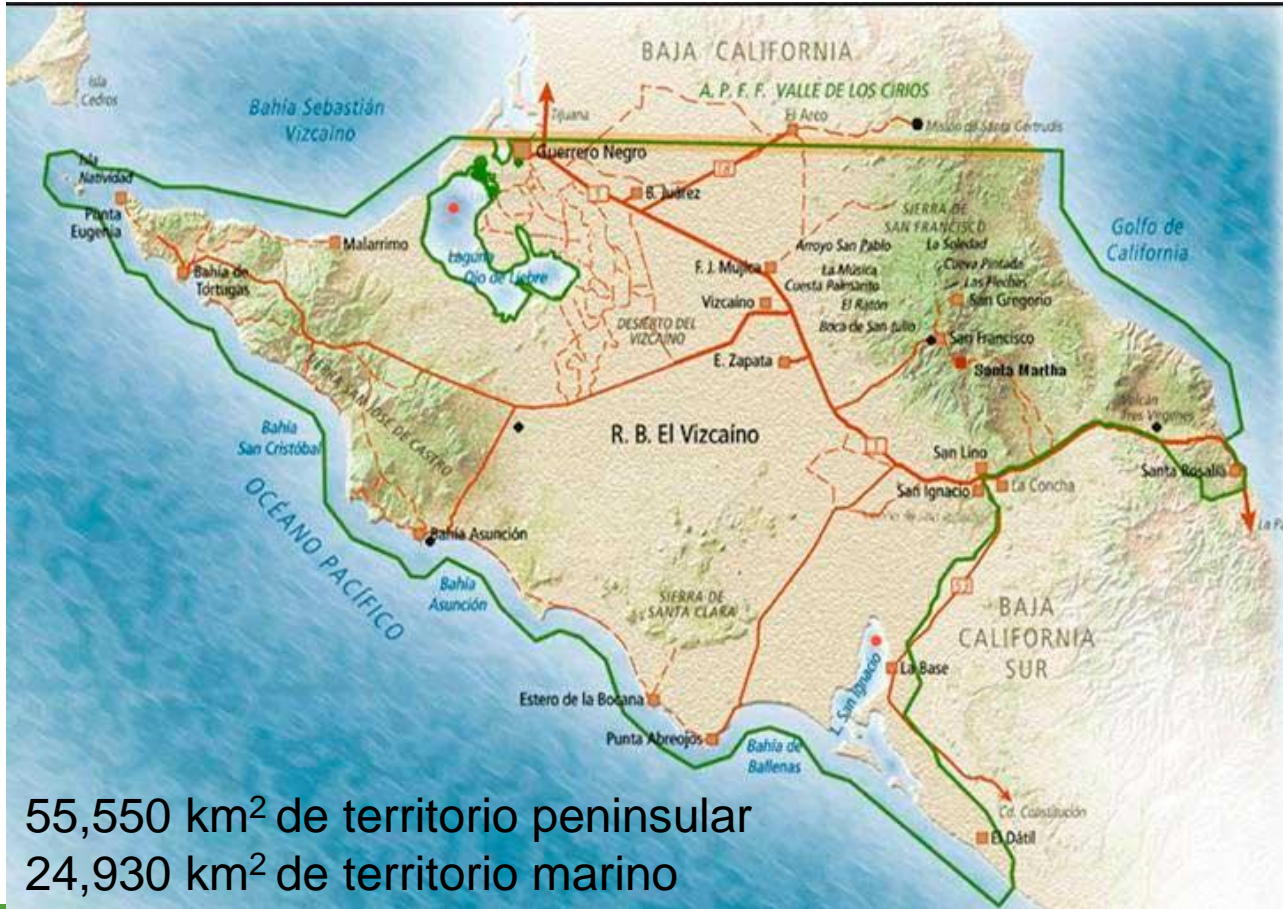 BAJA CALIFORNIA
A. P. F. F. VALLE DE LOS CIRIOS
Isla
Cedros
Bahía Sebastián
Vizcaíno
Tijuana
El Arco
Misión de Santa Gertrudis
Guerrero Negro
18
1
B. Juárez
Isla
Natividad
Punta
Eugenia
Malarrimo
Bahía de
Tortugas
Laguna
Ojo de Liebre
SIERRA DE
SAN FRANCISCO
Golfo de
California
Arroyo San Pablo
La Soledad
F. J. Mujica
La Música
Cueva Pintada
Cuesta Palmarito
Las Flechas
Vizcaíno
El Ratón
San Gregorio
Boca de San Julio
San Francisco
DESIERTO DEL
VIZCAÍNO
E. Zapata
Santa Martha
SIERRA SAN JOSE DE CASTRO
Volcán
Tres Vírgenes
Bahía
San Cristóbal
R. B. El Vizcaíno
1
San Lino
Santa Rosalía
San Ignacio
La Concha
OCÉANO PACÍFICO
Bahía Asunción
La Pa
Bahía
Asunción
SIERRA DE
SANTA CLARA
53
BAJA
CALIFORNIA
SUR
L. San Ignacio
La Base
Estero de la Bocana
Punta Abreojos
Bahía de
Ballenas
Cd. Constitución
El Dátil
55,550 km² de territorio peninsular
24,930 km² de territorio marino